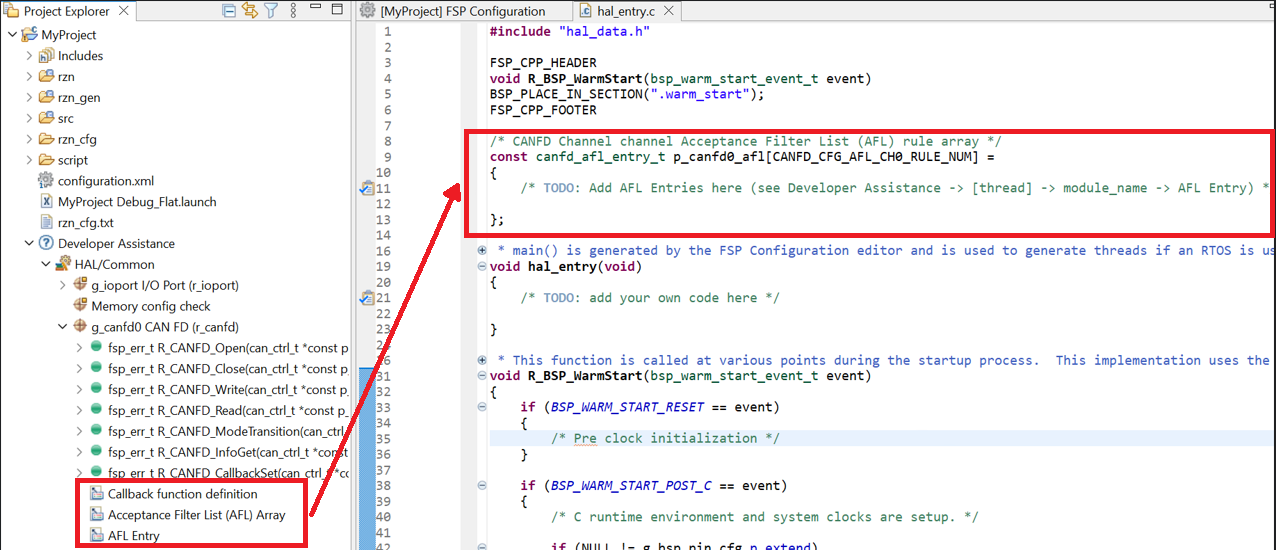 Project Explorer
MyProject
Includes
rzn
rzn_gen
src
rzn_cfg
script
configuration.xml
MyProject Debug_Flat.launch
rzn_cfg.txt
Developer Assistance
HAL/Common
g_ioport I/O Port (r_ioport)
Memory config check
g_canfd0 CAN FD (r_canfd)
fsp_err_t R_CANFD_Open(can_ctrl_t *const p
fsp_err_t R_CANFD_Close(can_ctrl_t *const p_
fsp_err_t R_CANFD_Write(can_ctrl_t *const p_
fsp_err_t R_CANFD_Read(can_ctrl_t *const p_
fsp_err_t R_CANFD_ModeTransition(can_ctrl_
fsp_err_t R_CANFD_InfoGet(can_ctrl_t *const
fsp_err_t R_CANFD_CallbackSet(can_ctrl_t *co
Callback function definition
Acceptance Filter List (AFL) Array
AFL Entry
[MyProject] FSP Configuration
hal_entry.c
1 #include "hal_data.h"
2
3 FSP_CPP_HEADER
4 void R_BSP_WarmStart(bsp_warm_start_event_t event)
5 BSP_PLACE_IN_SECTION(".warm_start");
6 FSP_CPP_FOOTER
7
8 /* CANFD Channel channel Acceptance Filter List (AFL) rule array */
9 const canfd_afl_entry_t p_canfd0_afl[CANFD_CFG_AFL_CH0_RULE_NUM] =
10 {
11 /* TODO: Add AFL Entries here (see Developer Assistance -> [thread] -> module_name -> AFL Entry) *
12
13 };
14
16 * main() is generated by the FSP Configuration editor and is used to generate threads if an RTOS is us
19 void hal_entry(void)
20 {
21 /* TODO: add your own code here */
22
23 }
24
26 * This function is called at various points during the startup process. This implementation uses the
31 void R_BSP_WarmStart(bsp_warm_start_event_t event)
32 {
33 if (BSP_WARM_START_RESET == event)
34 {
35 /* Pre clock initialization */
36 }
37
38 if (BSP_WARM_START_POST_C == event)
39 {
40 /* C runtime environment and system clocks are setup. */
41
42 if (NULL != g_bsp_pin_cfg.p_extend)